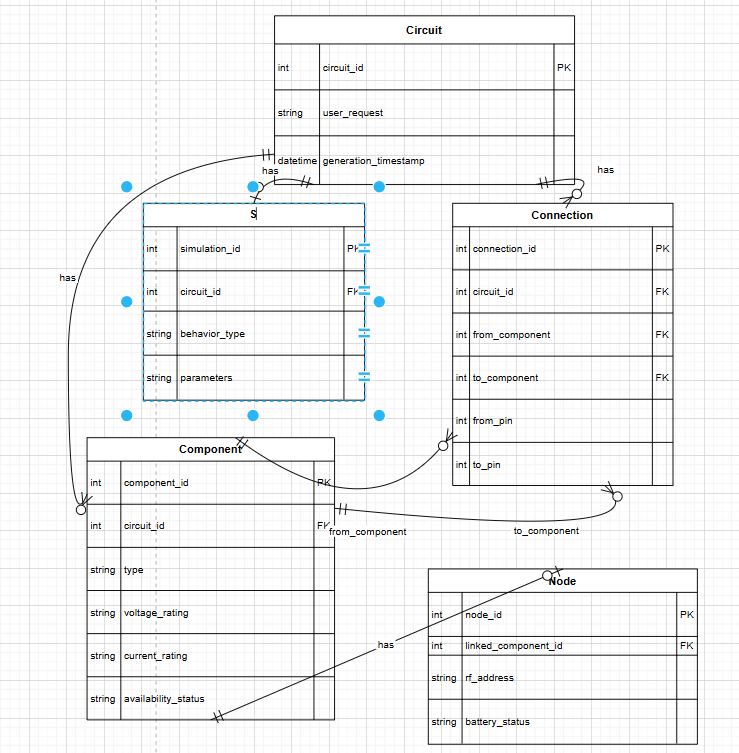 Circuit
int circuit_id PK
string user_request
datetime generation_timestamp
has
has
S
int simulation_id PK
int circuit_id FK
string behavior_type
string parameters
Connection
int connection_id PK
int circuit_id FK
int from_component FK
int to_component FK
int from_pin
int to_pin
has
Component
int component_id PK
int circuit_id FK
string type
string voltage_rating
string current_rating
string availability_status
from_component
to_component
has
Node
int node_id PK
int linked_component_id FK
string rf_address
string battery_status